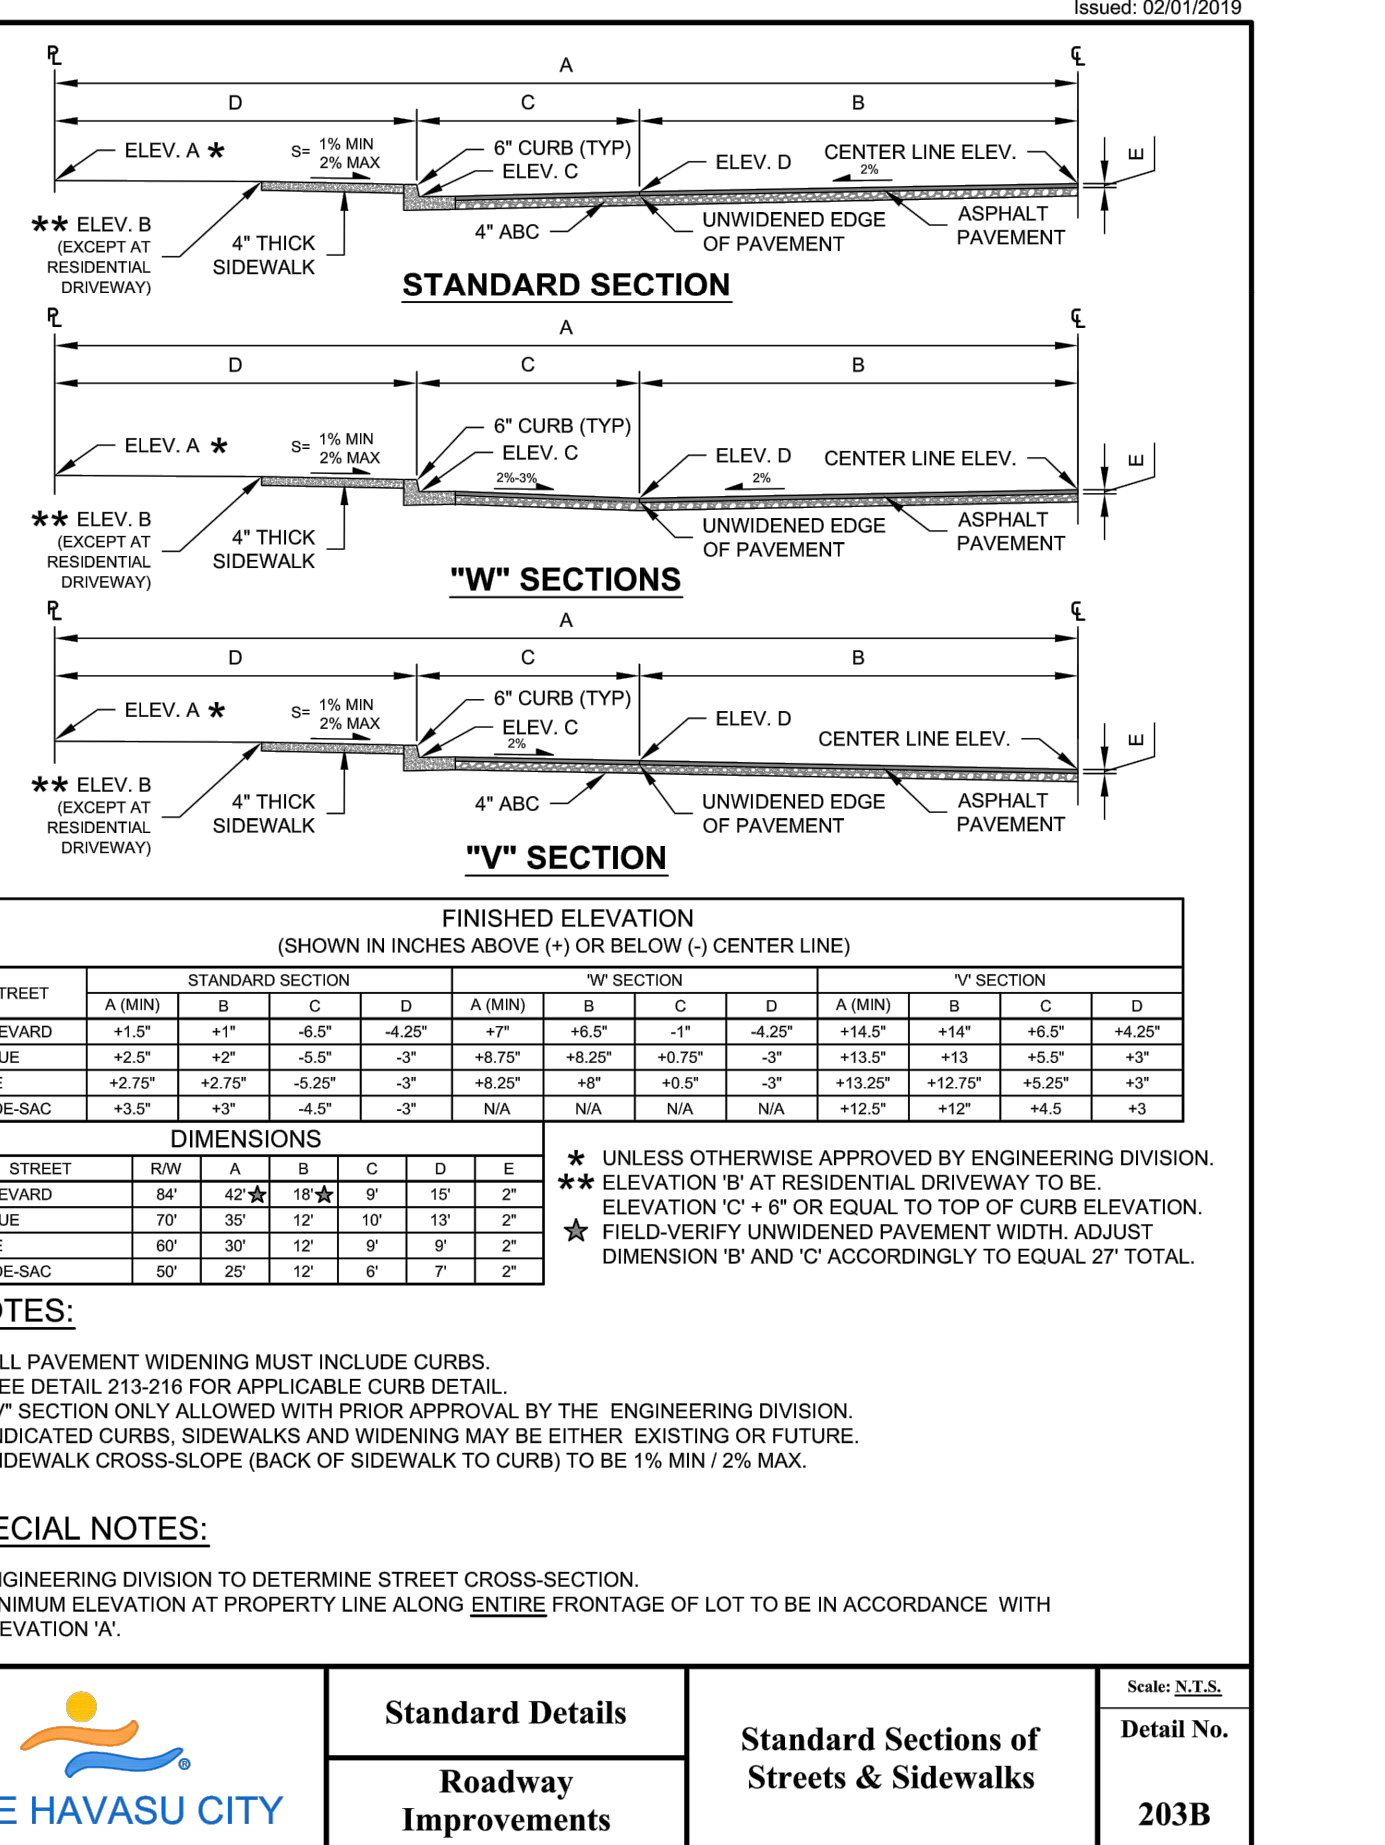 Issued: 02/01/2019
PL
CL
A
D
C
B
ELEV. A *
S= 1% MIN
2% MAX
6" CURB (TYP)
ELEV. C
ELEV. D
CENTER LINE ELEV.
2%
E
** ELEV. B
(EXCEPT AT
RESIDENTIAL
DRIVEWAY)
4" THICK
SIDEWALK
4" ABC
UNWIDENED EDGE
OF PAVEMENT
ASPHALT
PAVEMENT
STANDARD SECTION
PL
CL
A
D
C
B
ELEV. A *
S= 1% MIN
2% MAX
6" CURB (TYP)
ELEV. C
2%-3%
ELEV. D
CENTER LINE ELEV.
2%
E
** ELEV. B
(EXCEPT AT
RESIDENTIAL
DRIVEWAY)
4" THICK
SIDEWALK
UNWIDENED EDGE
OF PAVEMENT
ASPHALT
PAVEMENT
"W" SECTIONS
PL
CL
A
D
C
B
ELEV. A *
S= 1% MIN
2% MAX
6" CURB (TYP)
ELEV. C
2%
ELEV. D
CENTER LINE ELEV.
E
** ELEV. B
(EXCEPT AT
RESIDENTIAL
DRIVEWAY)
4" THICK
SIDEWALK
4" ABC
UNWIDENED EDGE
OF PAVEMENT
ASPHALT
PAVEMENT
"V" SECTION
FINISHED ELEVATION
(SHOWN IN INCHES ABOVE (+) OR BELOW (-) CENTER LINE)
TREET STANDARD SECTION 'W' SECTION 'V' SECTION
A (MIN) B C D A (MIN) B C D A (MIN) B C D
EVARD +1.5" +1" -6.5" -4.25" +7" +6.5" -1" -4.25" +14.5" +14" +6.5" +4.25"
UE +2.5" +2" -5.5" -3" +8.75" +8.25" +0.75" -3" +13.5" +13 +5.5" +3"
E +2.75" +2.75" -5.25" -3" +8.25" +8" +0.5" -3" +13.25" +12.75" +5.25" +3"
DE-SAC +3.5" +3" -4.5" -3" N/A N/A N/A N/A +12.5" +12" +4.5 +3
DIMENSIONS
STREET R/W A B C D E
EVARD 84' 42'★ 18'★ 9' 15' 2"
UE 70' 35' 12' 10' 13' 2"
E 60' 30' 12' 9' 9' 2"
DE-SAC 50' 25' 12' 6' 7' 2"
* UNLESS OTHERWISE APPROVED BY ENGINEERING DIVISION.
** ELEVATION 'B' AT RESIDENTIAL DRIVEWAY TO BE.
ELEVATION 'C' + 6" OR EQUAL TO TOP OF CURB ELEVATION.
★ FIELD-VERIFY UNWIDENED PAVEMENT WIDTH. ADJUST
DIMENSION 'B' AND 'C' ACCORDINGLY TO EQUAL 27' TOTAL.
OTES:
LL PAVEMENT WIDENING MUST INCLUDE CURBS.
EE DETAIL 213-216 FOR APPLICABLE CURB DETAIL.
V" SECTION ONLY ALLOWED WITH PRIOR APPROVAL BY THE ENGINEERING DIVISION.
NDICATED CURBS, SIDEWALKS AND WIDENING MAY BE EITHER EXISTING OR FUTURE.
IDEWALK CROSS-SLOPE (BACK OF SIDEWALK TO CURB) TO BE 1% MIN / 2% MAX.
ECIAL NOTES:
NGINEERING DIVISION TO DETERMINE STREET CROSS-SECTION.
NIMUM ELEVATION AT PROPERTY LINE ALONG ENTIRE FRONTAGE OF LOT TO BE IN ACCORDANCE WITH
EVATION 'A'.
®
E HAVASU CITY
Standard Details
Roadway
Improvements
Standard Sections of
Streets & Sidewalks
Scale: N.T.S.
Detail No.
203B